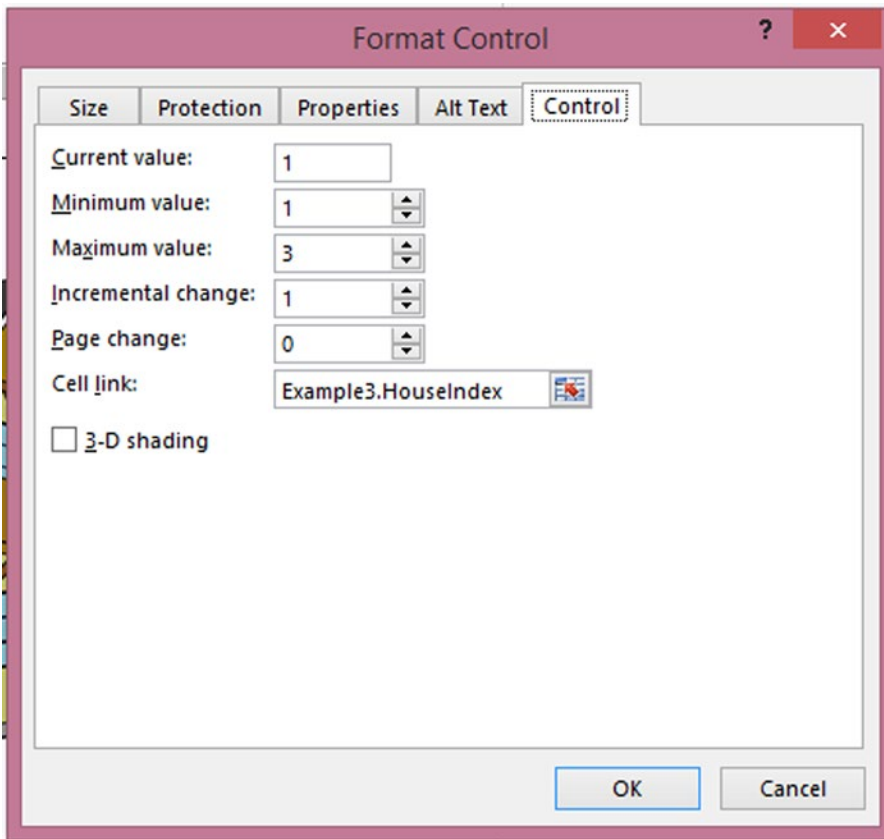 Format Control
? ×
Size Protection Properties Alt Text Control
Current value: 1
Minimum value: 1
Maximum value: 3
Incremental change: 1
Page change: 0
Cell link: Example3.HouseIndex
3-D shading
OK Cancel